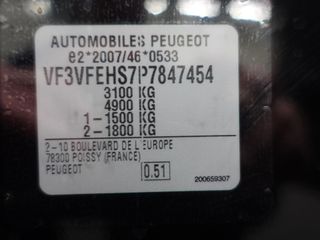 AUTOMOBILES PEUGEOT
e2*2007/46*0533
VF3VFEHS7P7847454
3100 KG
4900 KG
1-1500 KG
2-1800 KG
2-10 BOULEVARD DE L'EUROPE
78300 POISSY (FRANCE)
PEUGEOT 0.51
200659307